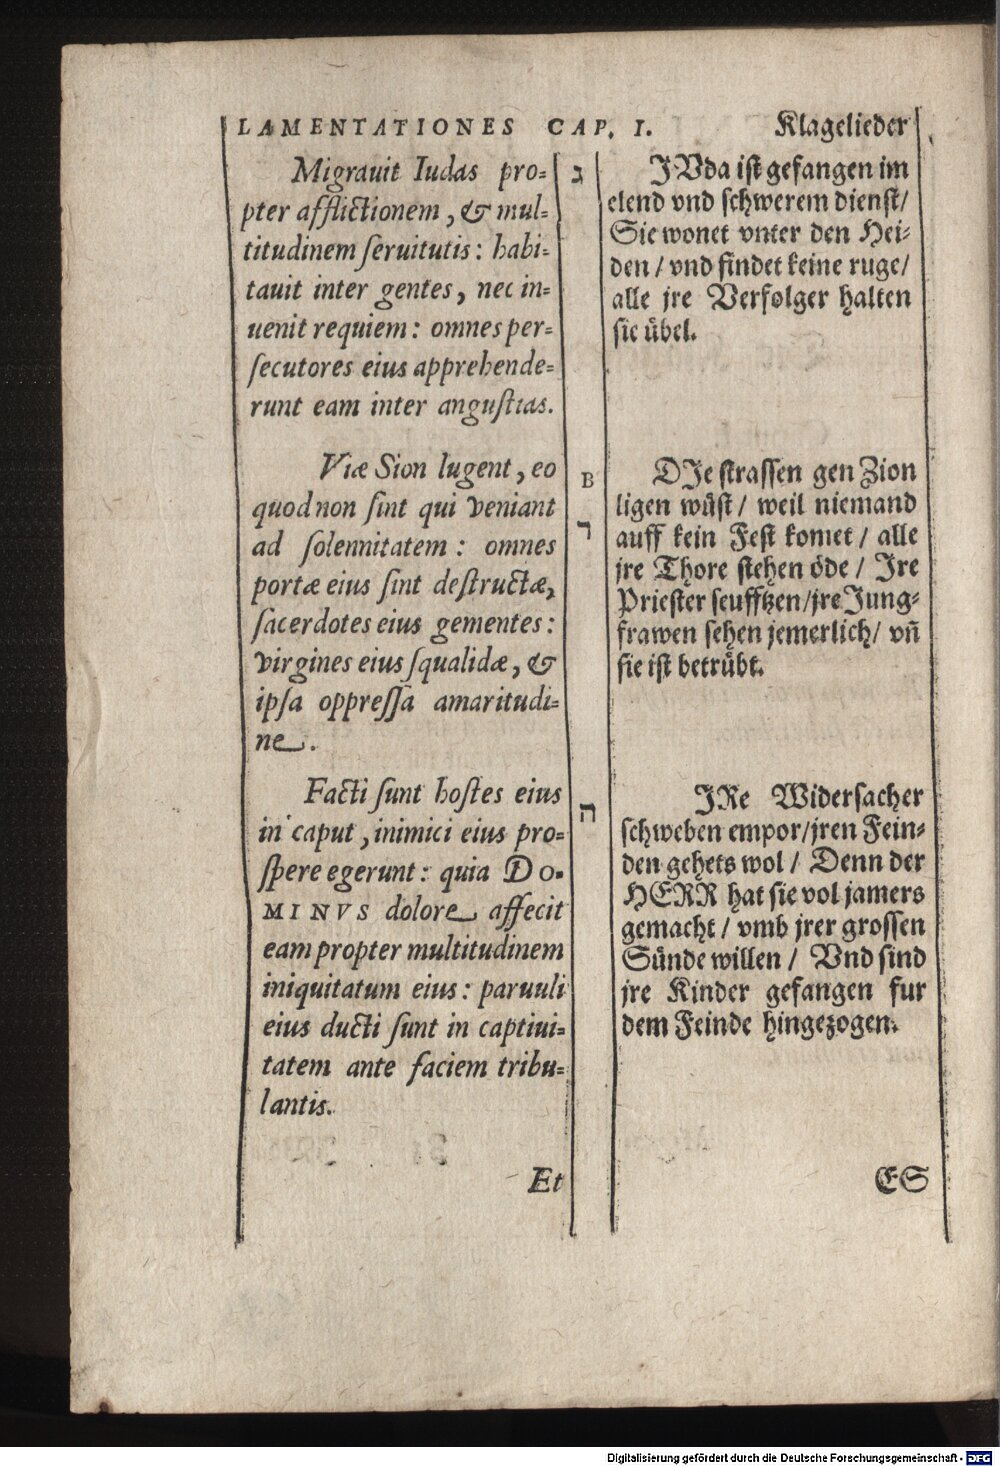 LAMENTATIONES CAP. I. Klagelieder
Migrauit Iudas pro-
pter afflictionem, & mul-
titudinem ſeruitutis: habi-
tauit inter gentes, nec in-
uenit requiem: omnes per-
ſecutores eius apprehende-
runt eam inter anguſtias.
Viæ Sion lugent, eo
quod non ſint qui veniant
ad ſolennitatem: omnes
portæ eius ſint deſtructæ,
ſacerdotes eius gementes:
virgines eius ſqualidæ, &
ipſa oppreſſa amaritudi-
ne.
Facti ſunt hoſtes eius
in caput, inimici eius pro-
ſpere egerunt: quia DO-
MINVS dolore affecit
eam propter multitudinem
iniquitatum eius: paruuli
eius ducti ſunt in captiui-
tatem ante faciem tribu-
lantis.
Et
ג
B
ד
ה
JVda iſt gefangen im
elend vnd ſchwerem dienſt/
Sie wonet vnter den Hei-
den / vnd findet keine ruge/
alle jre Verfolger halten
ſie übel.
DJe ſtraſſen gen Zion
ligen wüſt / weil niemand
auff kein Feſt komet / alle
jre Thore ſtehen öde / Jre
Prieſter ſeufftzen/jre Jung-
frawen ſehen jemerlich/ vñ
ſie iſt betrübt.
JRe Widerſacher
ſchweben empor/jren Fein-
den gehets wol / Denn der
HERR hat ſie vol jamers
gemacht / vmb jrer groſſen
Sünde willen / Vnd ſind
jre Kinder gefangen fur
dem Feinde hingezogen.
ES
Digitalisierung gefördert durch die Deutsche Forschungsgemeinschaft - DFG